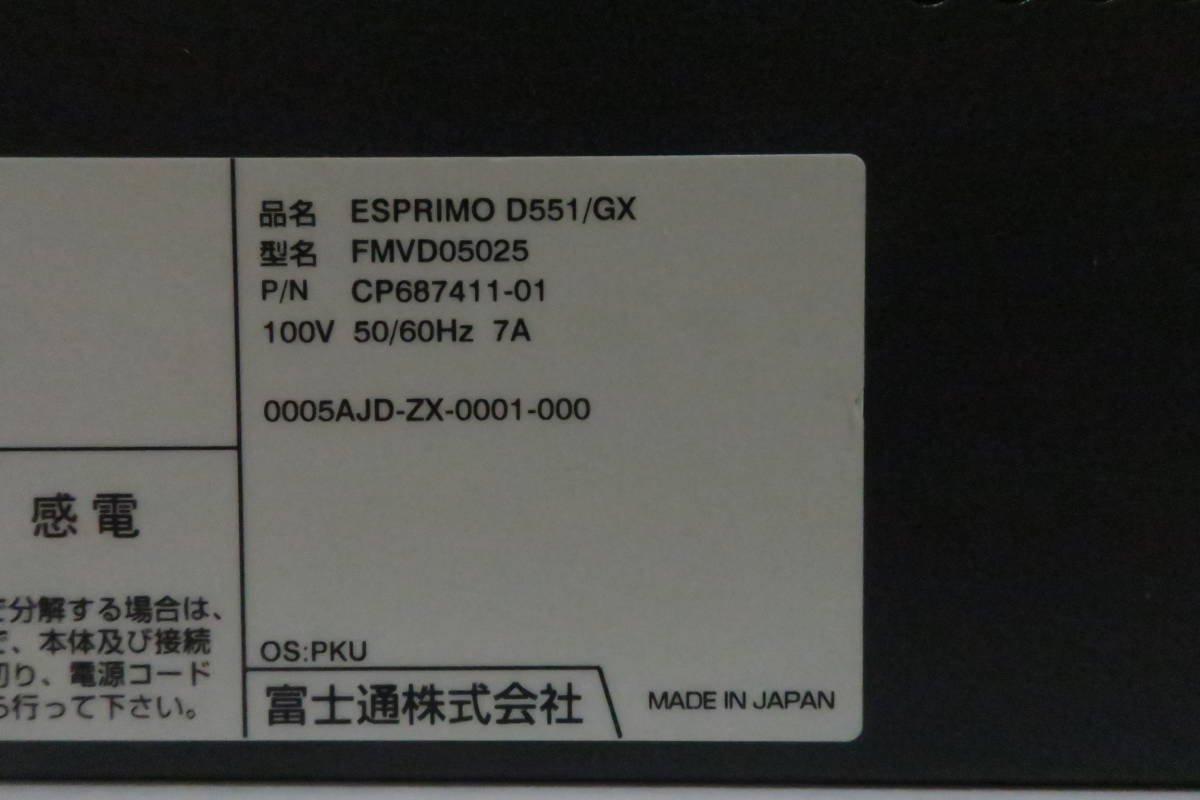 品名 ESPRIMO D551/GX
型名 FMVD05025
P/N CP687411-01
100V 50/60Hz 7A
0005AJD-ZX-0001-000
OS:PKU
富士通株式会社
MADE IN JAPAN
感電
で分解する場合は、
で、本体及び接続
切り、電源コード
ら行って下さい。